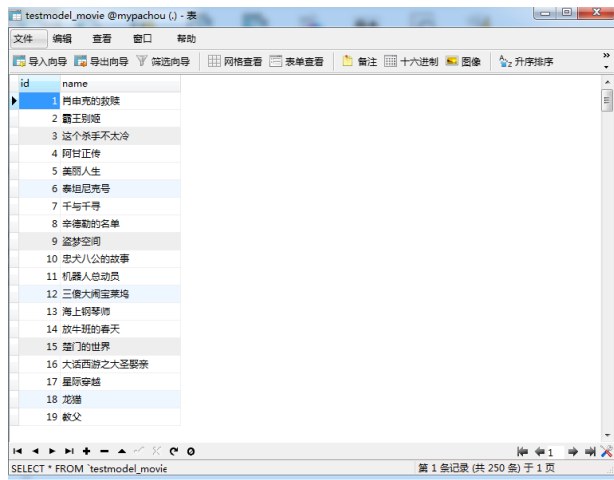 testmodel_movie @mypachou (.) - 表
文件 编辑 查看 窗口 帮助
导入向导 导出向导 筛选向导 网格查看 表单查看 备注 十六进制 图像 升序排序 »
id name
1 肖申克的救赎
2 霸王别姬
3 这个杀手不太冷
4 阿甘正传
5 美丽人生
6 泰坦尼克号
7 千与千寻
8 辛德勒的名单
9 盗梦空间
10 忠犬八公的故事
11 机器人总动员
12 三傻大闹宝莱坞
13 海上钢琴师
14 放牛班的春天
15 楚门的世界
16 大话西游之大圣娶亲
17 星际穿越
18 龙猫
19 教父
1
SELECT * FROM `testmodel_movie 第 1 条记录 (共 250 条) 于 1 页